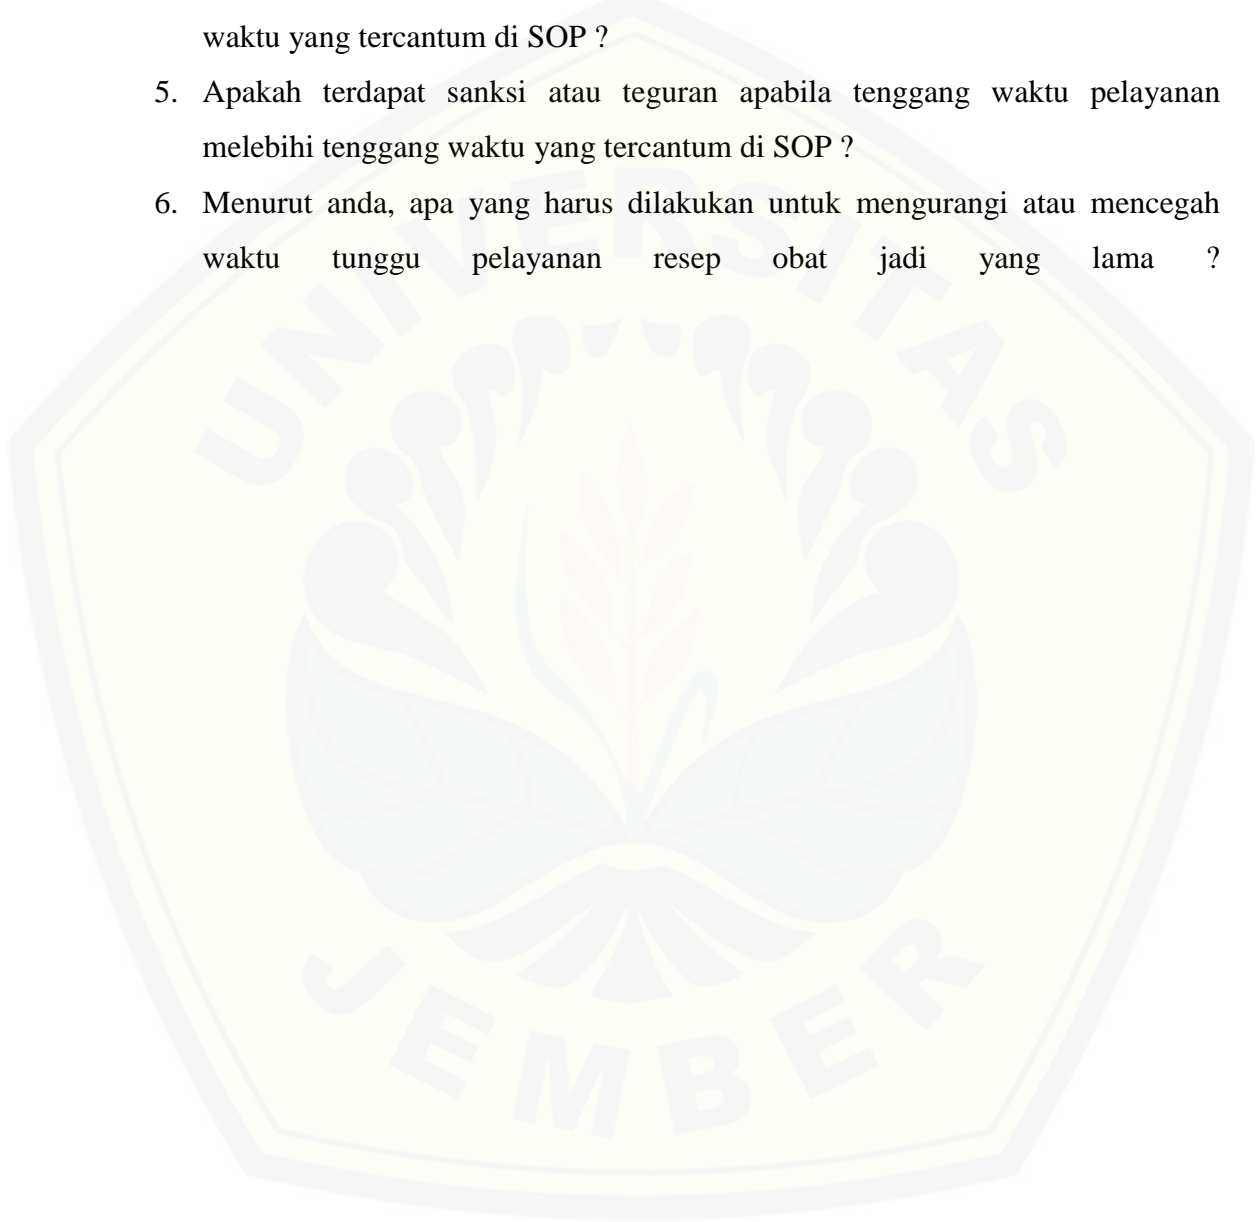 waktu yang tercantum di SOP ?
5. Apakah terdapat sanksi atau teguran apabila tenggang waktu pelayanan
melebihi tenggang waktu yang tercantum di SOP ?
6. Menurut anda, apa yang harus dilakukan untuk mengurangi atau mencegah
waktu tunggu pelayanan resep obat jadi yang lama ?
UNIVERSITAS
JEMBER